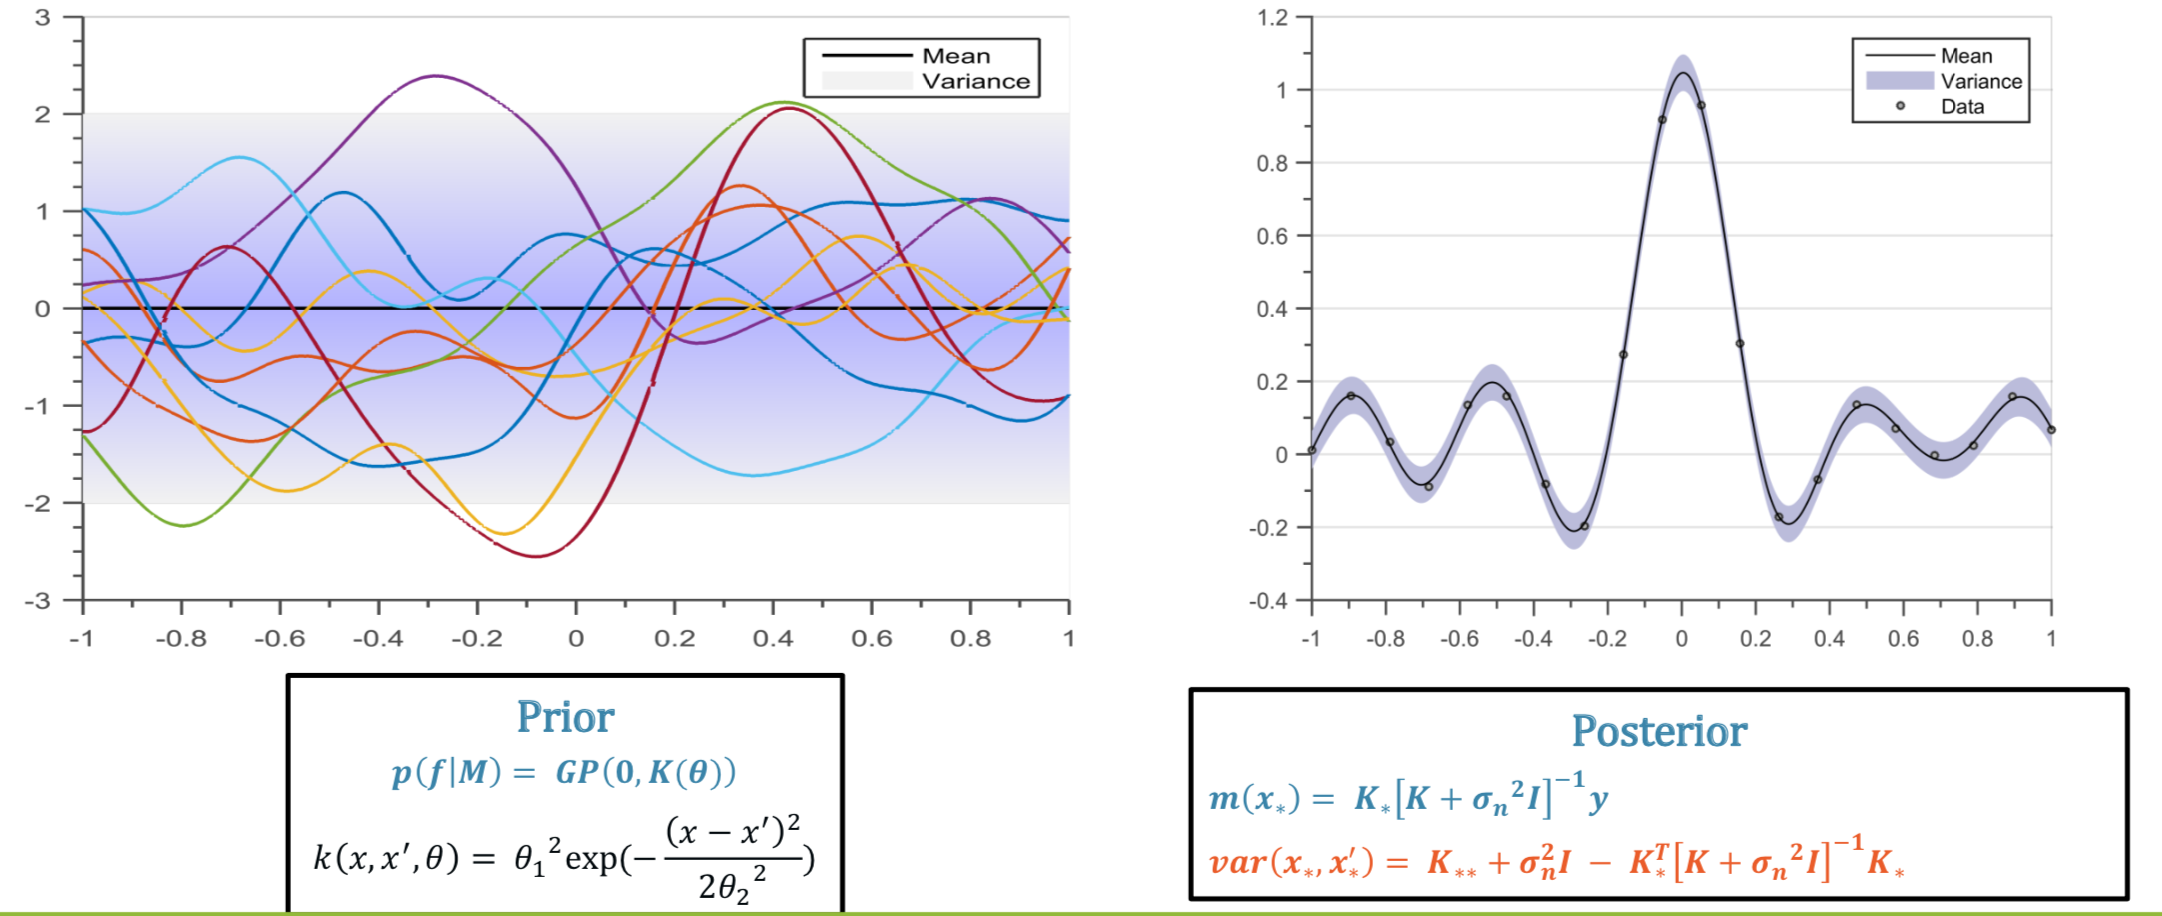 3
2
1
0
-1
-2
-3
-1 -0.8 -0.6 -0.4 -0.2 0 0.2 0.4 0.6 0.8 1
Mean
Variance
1.2
1
0.8
0.6
0.4
0.2
0
-0.2
-0.4
-1 -0.8 -0.6 -0.4 -0.2 0 0.2 0.4 0.6 0.8 1
Mean
Variance
Data
Prior
p(f|M) = GP(0, K(θ))
k(x, x′, θ) = θ₁² exp(− (x − x′)² / 2θ₂²)
Posterior
m(x∗) = K∗[K + σₙ²I]⁻¹y
var(x∗, x∗′) = K∗∗ + σₙ²I − K∗ᵀ[K + σₙ²I]⁻¹K∗